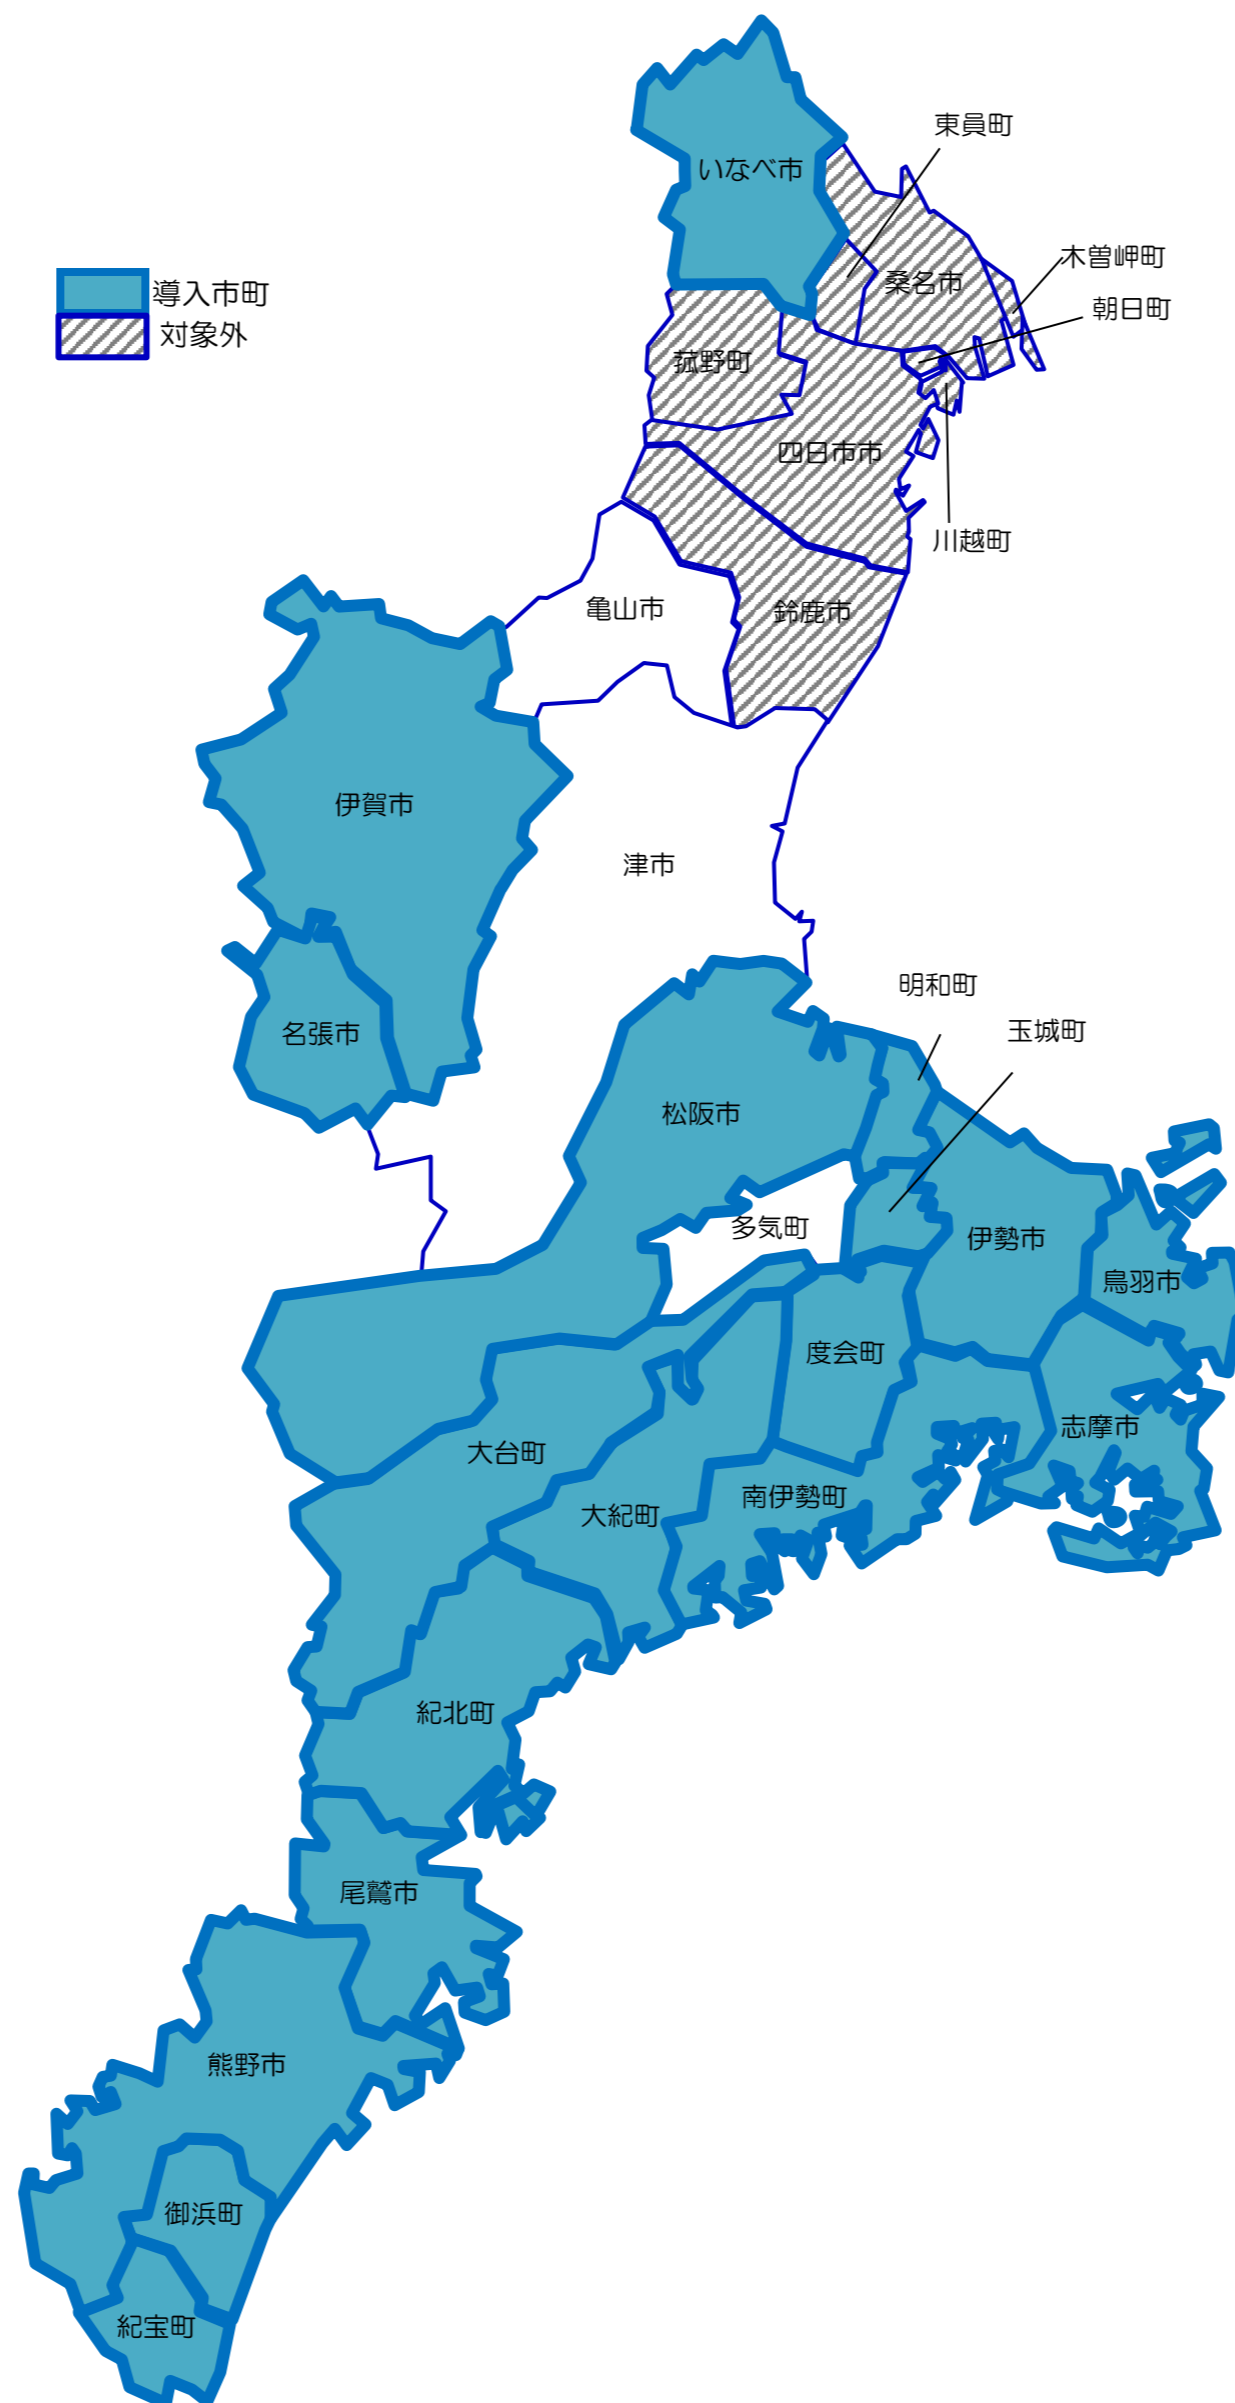 東員町
いなべ市
木曽岬町
桑名市
導入市町
朝日町
対象外
菰野町
四日市市
川越町
亀山市
鈴鹿市
伊賀市
津市
明和町
玉城町
名張市
松阪市
多気町
伊勢市
鳥羽市
度会町
志摩市
大台町
南伊勢町
大紀町
紀北町
尾鷲市
熊野市
御浜町
紀宝町